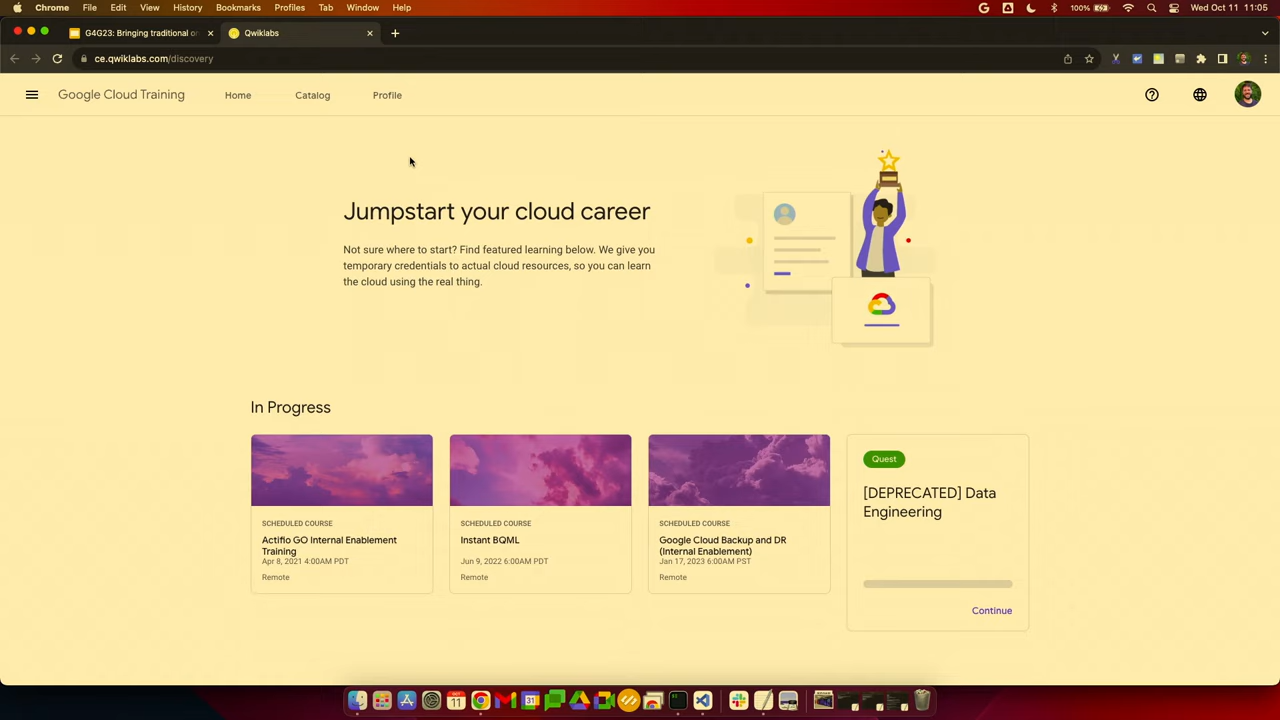 Chrome File Edit View History Bookmarks Profiles Tab Window Help 100% Wed Oct 11 11:05
G4G23: Bringing traditional on Qwiklabs
ce.qwiklabs.com/discovery
Google Cloud Training Home Catalog Profile
Jumpstart your cloud career
Not sure where to start? Find featured learning below. We give you
temporary credentials to actual cloud resources, so you can learn
the cloud using the real thing.
In Progress
SCHEDULED COURSE
Actifio GO Internal Enablement
Training
Apr 8, 2021 4:00AM PDT
Remote
SCHEDULED COURSE
Instant BQML
Jun 9, 2022 6:00AM PDT
Remote
SCHEDULED COURSE
Google Cloud Backup and DR
(Internal Enablement)
Jan 17, 2023 6:00AM PST
Remote
Quest
[DEPRECATED] Data
Engineering
Continue